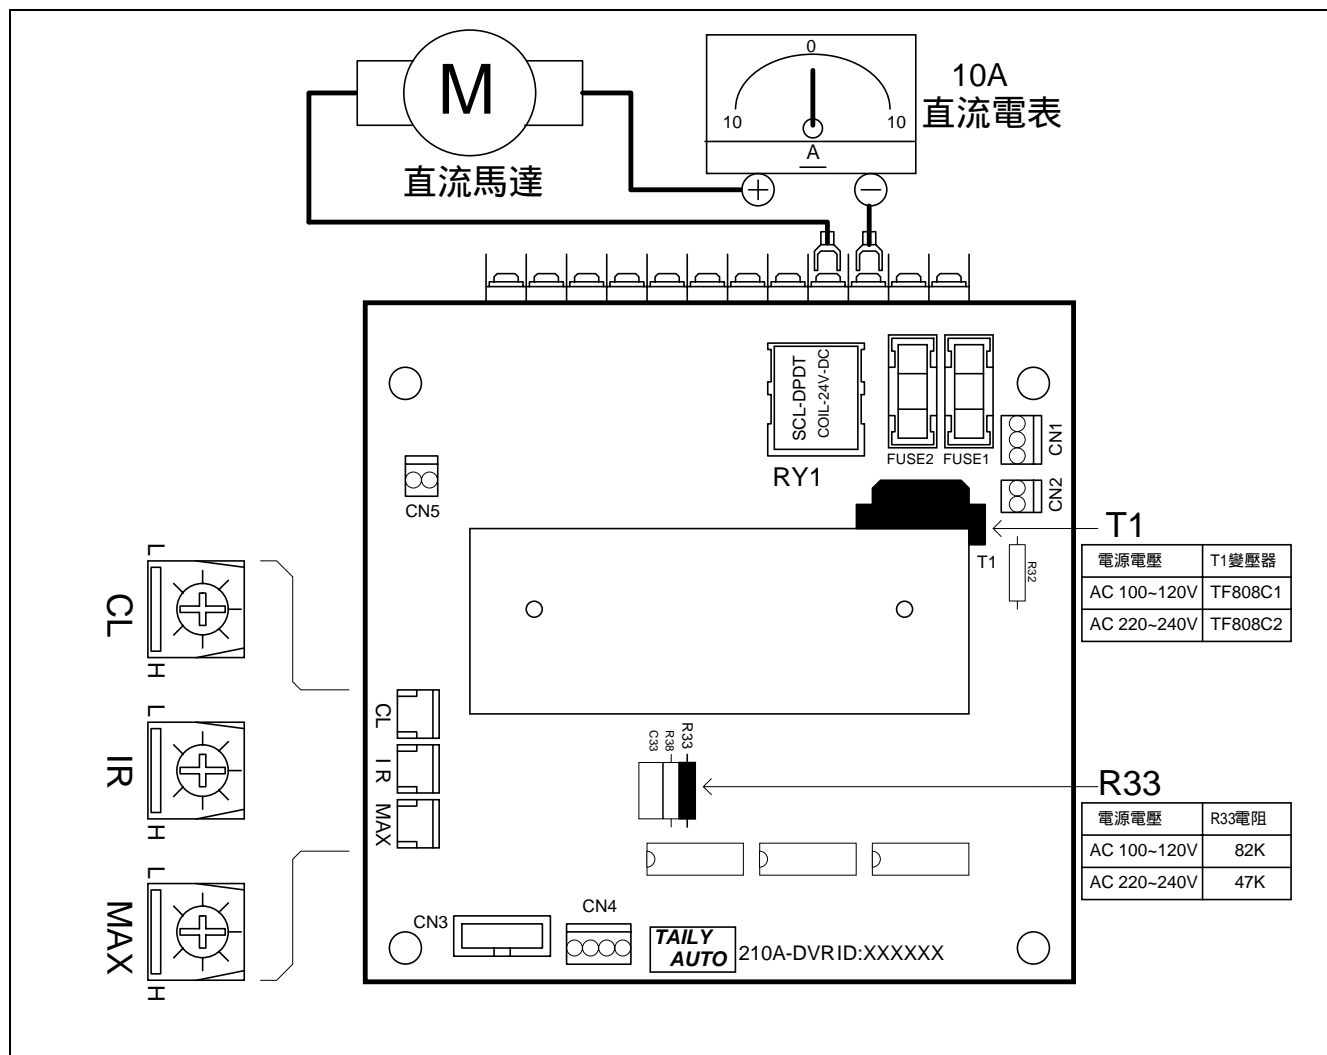 M
0
10
10
A
+
−
10A
直流電表
直流馬達
SCL-DPDT
COIL-24V-DC
RY1
FUSE2
FUSE1
CN1
CN2
CN5
T1
R32
T1
電源電壓 T1變壓器
AC 100~120V TF808C1
AC 220~240V TF808C2
L
CL
H
L
IR
H
L
MAX
H
CL
IR
MAX
C33
R38
R33
R33
電源電壓 R33電阻
AC 100~120V 82K
AC 220~240V 47K
CN3
CN4
TAILY
AUTO
210A-DVR ID:XXXXXX